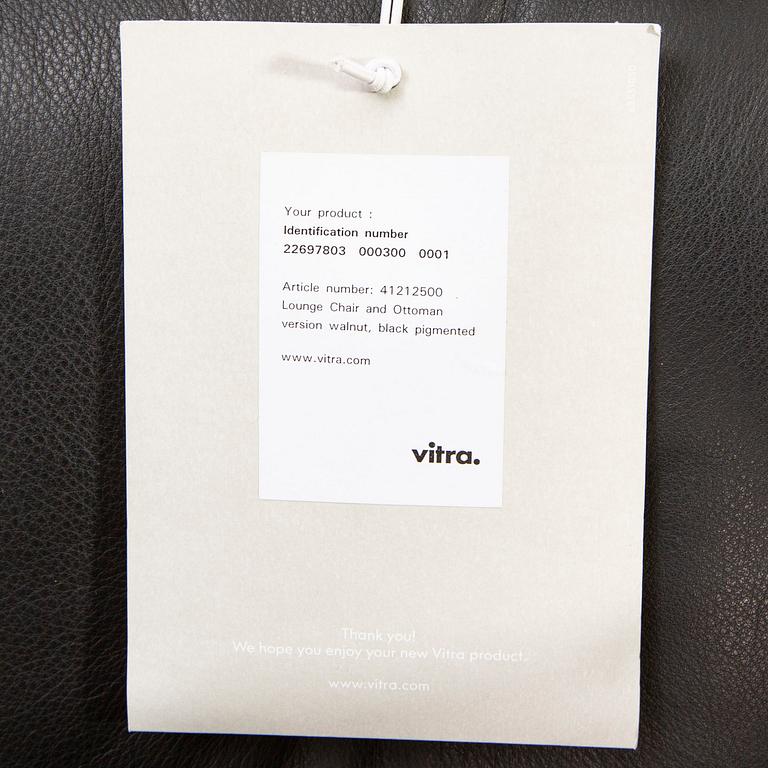 Your product :
Identification number
22697803 000300 0001
Article number: 41212500
Lounge Chair and Ottoman
version walnut, black pigmented
www.vitra.com
vitra.
Thank you!
We hope you enjoy your new Vitra product.
www.vitra.com